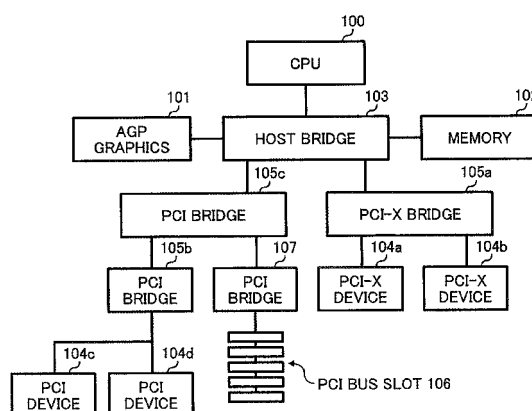 100
CPU
101
103
102
AGP
GRAPHICS
HOST BRIDGE
MEMORY
105c
105a
PCI BRIDGE
PCI-X BRIDGE
105b
107
104a
104b
PCI
BRIDGE
PCI
BRIDGE
PCI-X
DEVICE
PCI-X
DEVICE
104c
104d
PCI
DEVICE
PCI
DEVICE
PCI BUS SLOT 106